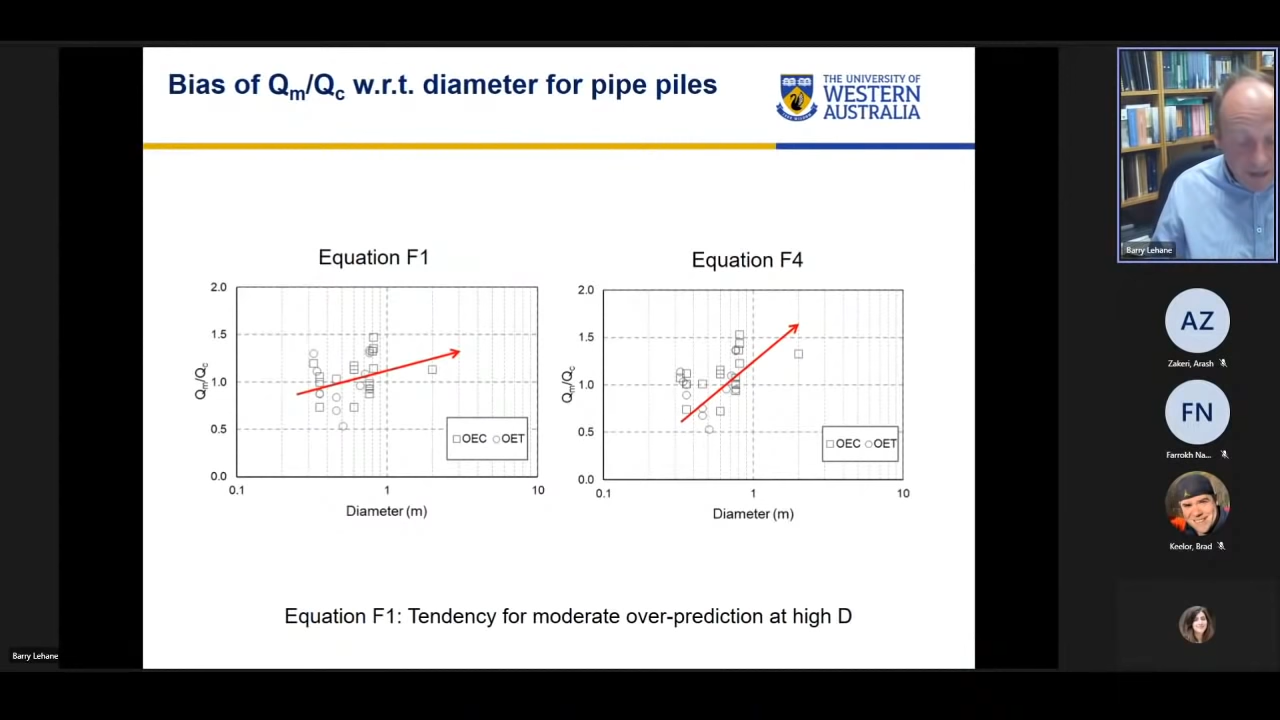 Bias of Qm/Qc w.r.t. diameter for pipe piles
THE UNIVERSITY OF
WESTERN
AUSTRALIA
Equation F1
2.0
1.5
1.0
0.5
0.0
Qm/Qc
0.1
1
10
Diameter (m)
OEC OET
Equation F4
2.0
1.5
1.0
0.5
0.0
Qm/Qc
0.1
1
10
Diameter (m)
OEC OET
Equation F1: Tendency for moderate over-prediction at high D
Barry Lehane
Barry Lehane
AZ
Zakeri, Arash
FN
Farrokh Na...
Keelor, Brad